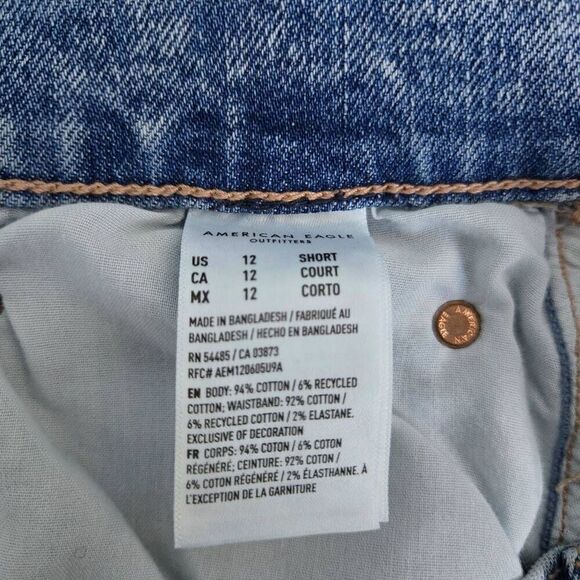 AMERICAN EAGLE
OUTFITTERS
US 12 SHORT
CA 12 COURT
MX 12 CORTO
MADE IN BANGLADESH / FABRIQUÉ AU
BANGLADESH / HECHO EN BANGLADESH
RN 54485 / CA 03873
RFC# AEM120605U9A
EN BODY: 94% COTTON / 6% RECYCLED
COTTON; WAISTBAND: 92% COTTON /
6% RECYCLED COTTON / 2% ELASTANE.
EXCLUSIVE OF DECORATION
FR CORPS: 94% COTON / 6% COTON
RÉGÉNÉRÉ; CEINTURE: 92% COTON /
6% COTON RÉGÉNÉRÉ / 2% ÉLASTHANNE. À
L'EXCEPTION DE LA GARNITURE
AMERICAN EAGLE